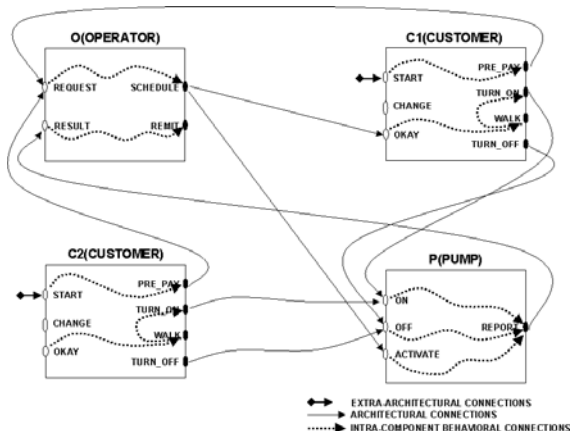 O(OPERATOR)
REQUEST
SCHEDULE
RESULT
REMIT
C1(CUSTOMER)
PRE_PAY
START
TURN_ON
CHANGE
WALK
OKAY
TURN_OFF
C2(CUSTOMER)
PRE_PAY
START
TURN_ON
CHANGE
WALK
OKAY
TURN_OFF
P(PUMP)
ON
OFF
REPORT
ACTIVATE
EXTRA-ARCHITECTURAL CONNECTIONS
ARCHITECTURAL CONNECTIONS
INTRA-COMPONENT BEHAVIORAL CONNECTIONS